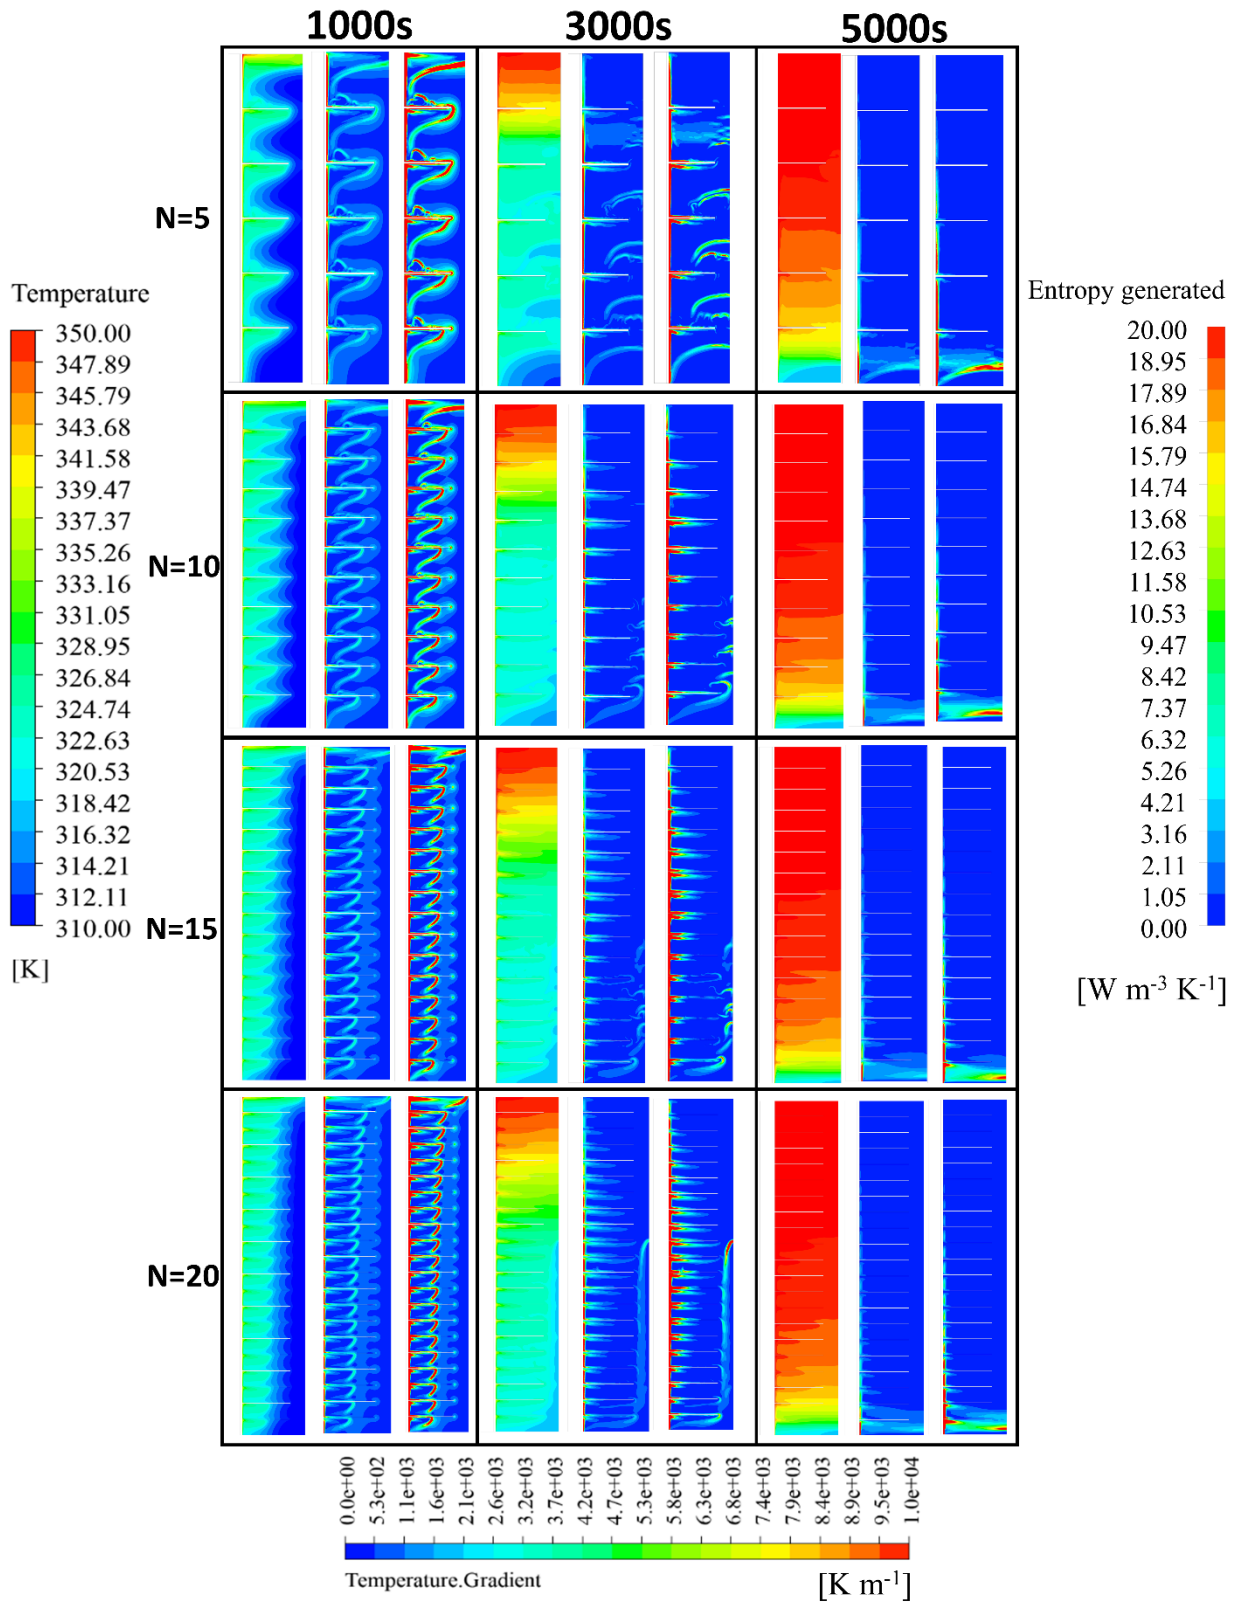 1000s 3000s 5000s
N=5
Temperature
350.00
347.89
345.79
343.68
341.58
339.47
337.37
335.26
333.16
331.05
328.95
326.84
324.74
322.63
320.53
318.42
316.32
314.21
312.11
310.00
[K]
N=10
N=15
N=20
Entropy generated
20.00
18.95
17.89
16.84
15.79
14.74
13.68
12.63
11.58
10.53
9.47
8.42
7.37
6.32
5.26
4.21
3.16
2.11
1.05
0.00
[W m⁻³ K⁻¹]
0.0e+00
5.3e+02
1.1e+03
1.6e+03
2.1e+03
2.6e+03
3.2e+03
3.7e+03
4.2e+03
4.7e+03
5.3e+03
5.8e+03
6.3e+03
6.8e+03
7.4e+03
7.9e+03
8.4e+03
8.9e+03
9.5e+03
1.0e+04
Temperature.Gradient
[K m⁻¹]